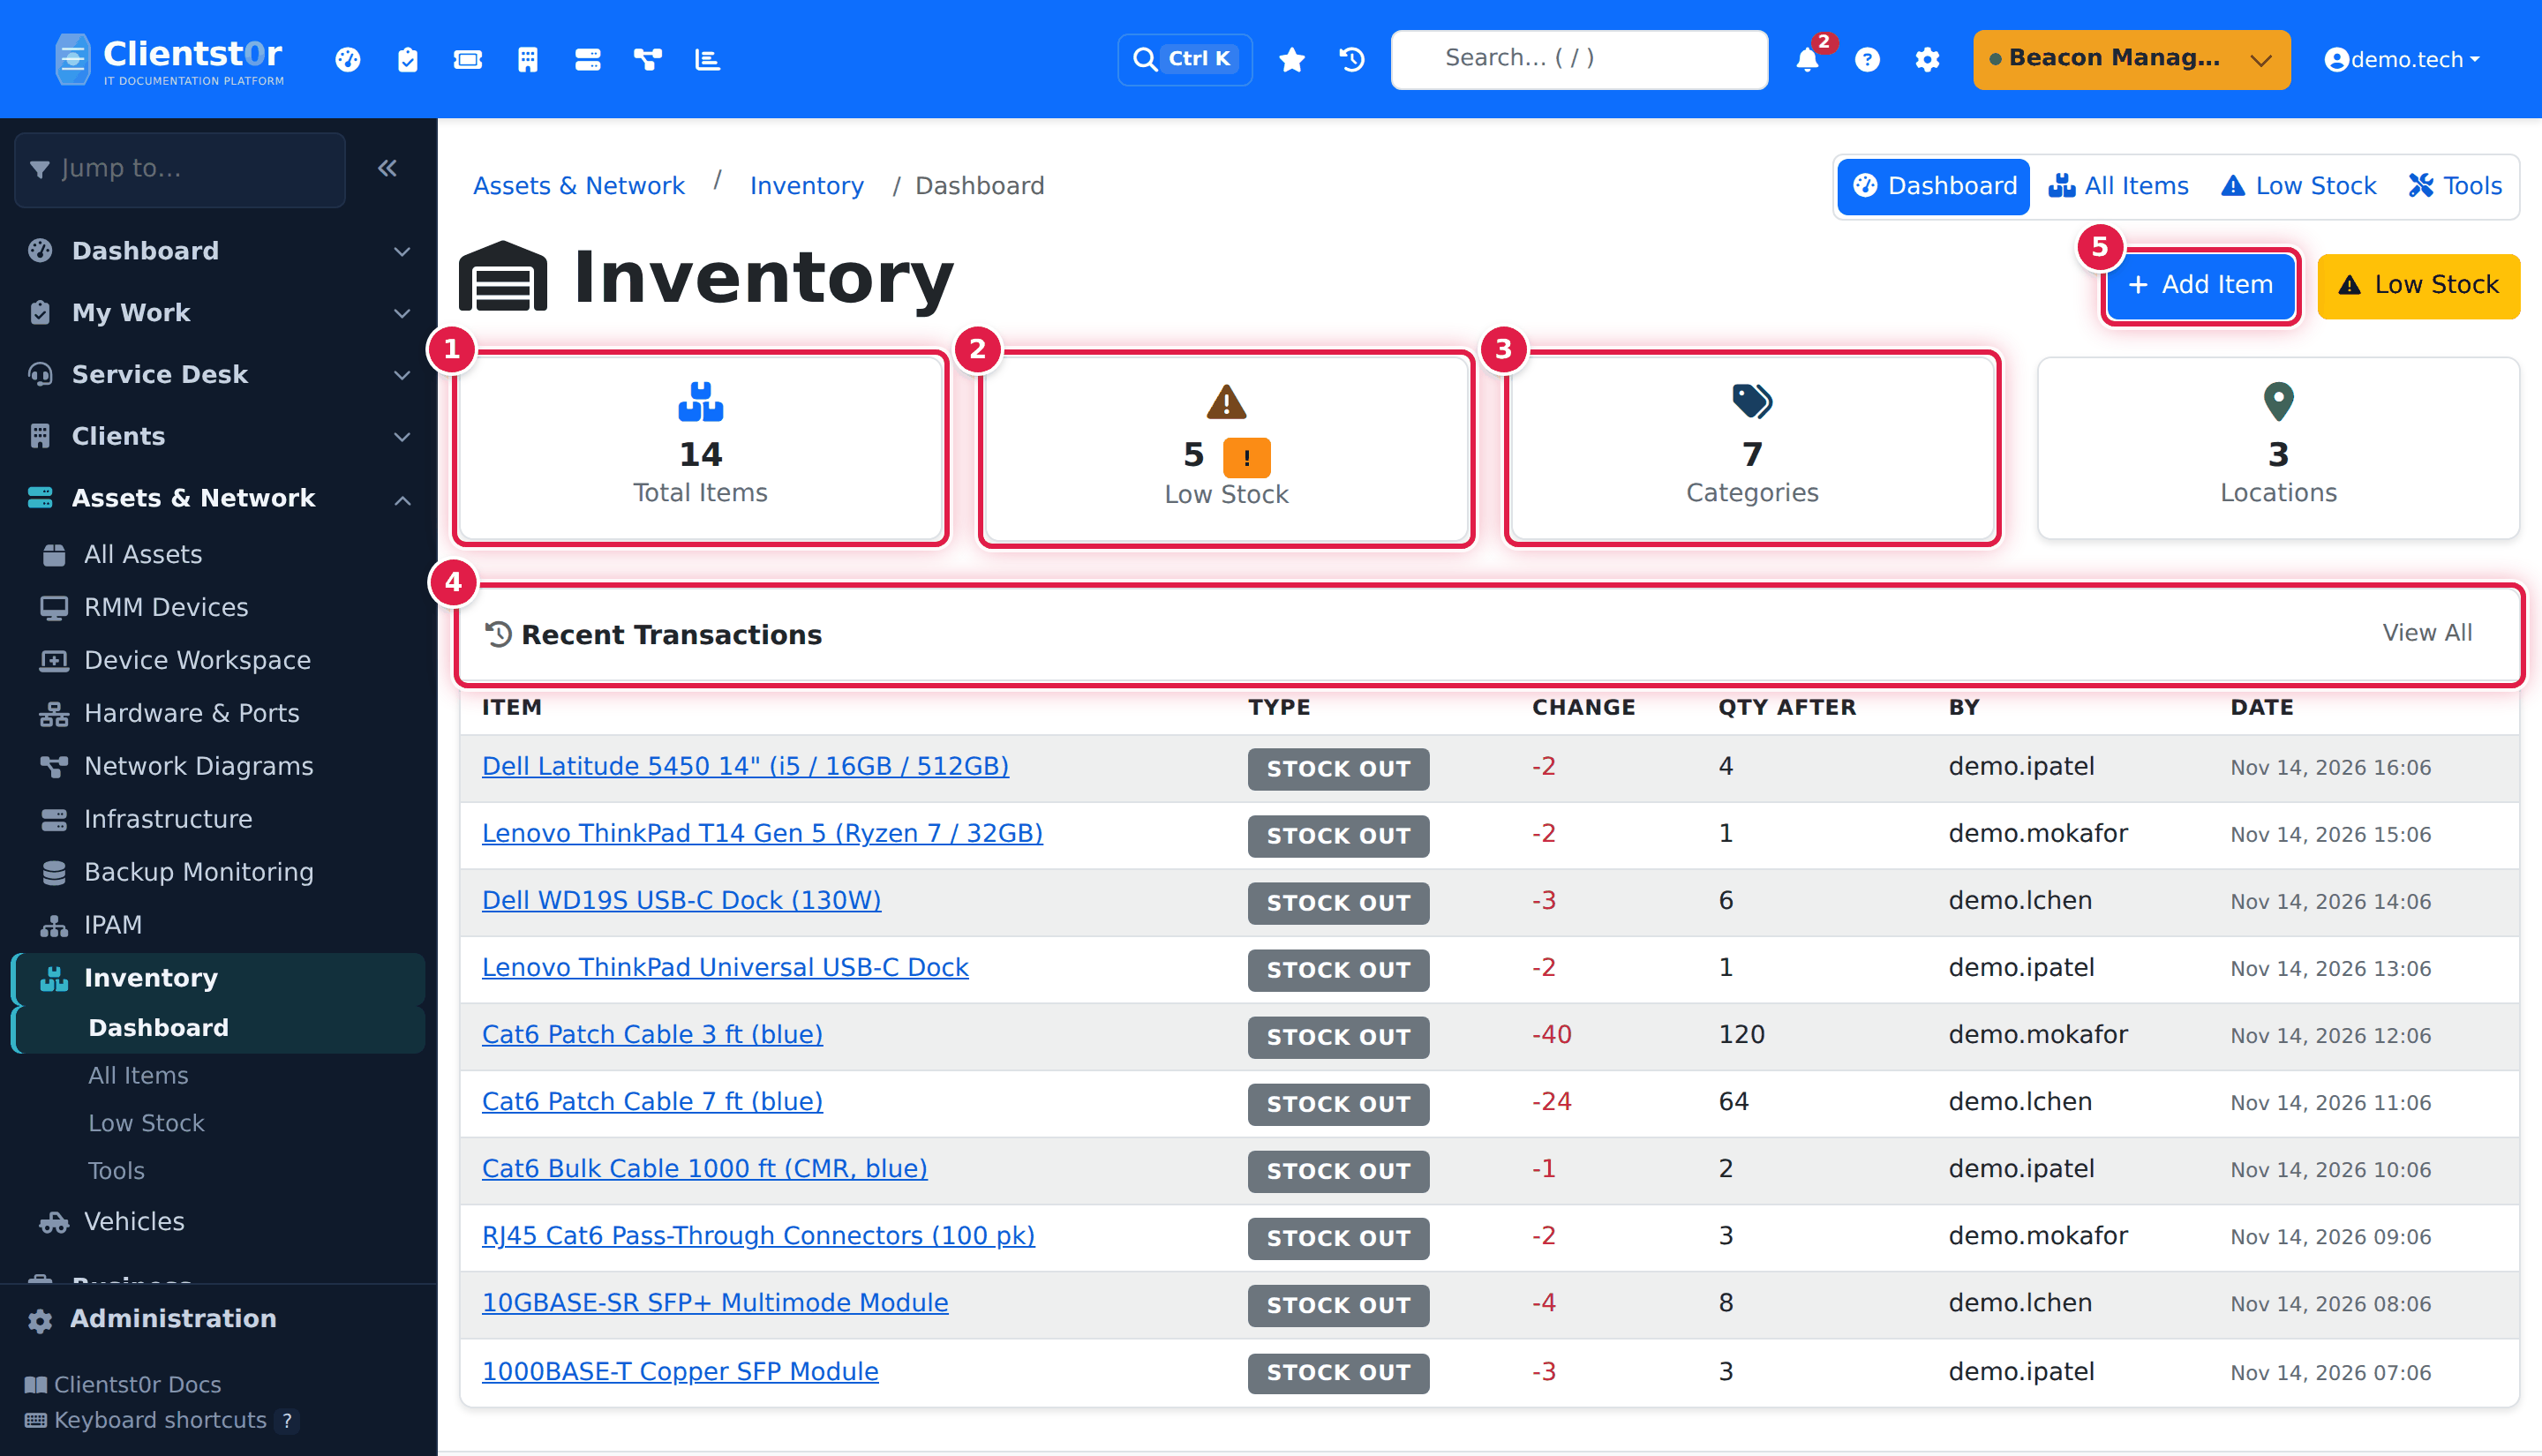 Clientst0r
IT DOCUMENTATION PLATFORM
Ctrl K
Search... ( / )
2
Beacon Manag...
demo.tech
Jump to...
Dashboard
My Work
Service Desk
Clients
Assets & Network
All Assets
RMM Devices
Device Workspace
Hardware & Ports
Network Diagrams
Infrastructure
Backup Monitoring
IPAM
Inventory
Dashboard
All Items
Low Stock
Tools
Vehicles
Administration
Clientst0r Docs
Keyboard shortcuts ?
Assets & Network / Inventory / Dashboard
Dashboard All Items Low Stock Tools
Inventory
5
+ Add Item
Low Stock
1
14
Total Items
2
5 !
Low Stock
3
7
Categories
3
Locations
4
Recent Transactions
View All
ITEM TYPE CHANGE QTY AFTER BY DATE
Dell Latitude 5450 14" (i5 / 16GB / 512GB) STOCK OUT -2 4 demo.ipatel Nov 14, 2026 16:06
Lenovo ThinkPad T14 Gen 5 (Ryzen 7 / 32GB) STOCK OUT -2 1 demo.mokafor Nov 14, 2026 15:06
Dell WD19S USB-C Dock (130W) STOCK OUT -3 6 demo.lchen Nov 14, 2026 14:06
Lenovo ThinkPad Universal USB-C Dock STOCK OUT -2 1 demo.ipatel Nov 14, 2026 13:06
Cat6 Patch Cable 3 ft (blue) STOCK OUT -40 120 demo.mokafor Nov 14, 2026 12:06
Cat6 Patch Cable 7 ft (blue) STOCK OUT -24 64 demo.lchen Nov 14, 2026 11:06
Cat6 Bulk Cable 1000 ft (CMR, blue) STOCK OUT -1 2 demo.ipatel Nov 14, 2026 10:06
RJ45 Cat6 Pass-Through Connectors (100 pk) STOCK OUT -2 3 demo.mokafor Nov 14, 2026 09:06
10GBASE-SR SFP+ Multimode Module STOCK OUT -4 8 demo.lchen Nov 14, 2026 08:06
1000BASE-T Copper SFP Module STOCK OUT -3 3 demo.ipatel Nov 14, 2026 07:06